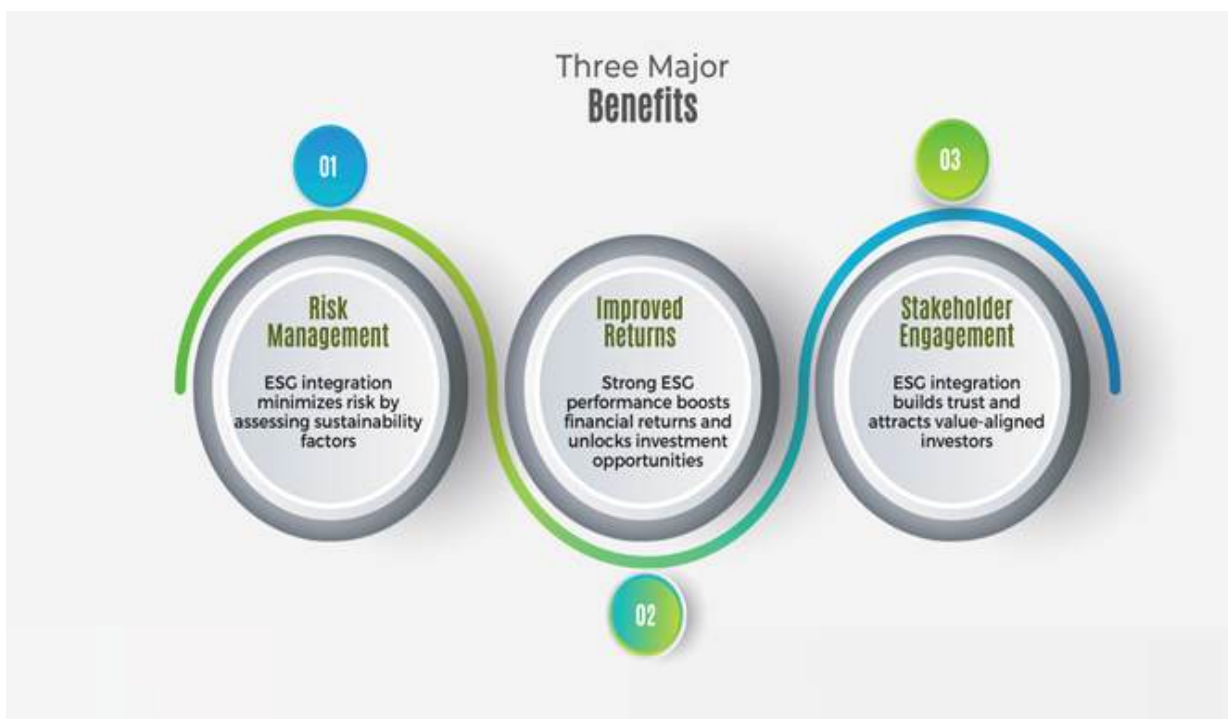 Three Major
Benefits
01
Risk
Management
ESG integration
minimizes risk by
assessing sustainability
factors
02
Improved
Returns
Strong ESG
performance boosts
financial returns and
unlocks investment
opportunities
03
Stakeholder
Engagement
ESG integration
builds trust and
attracts value-aligned
investors